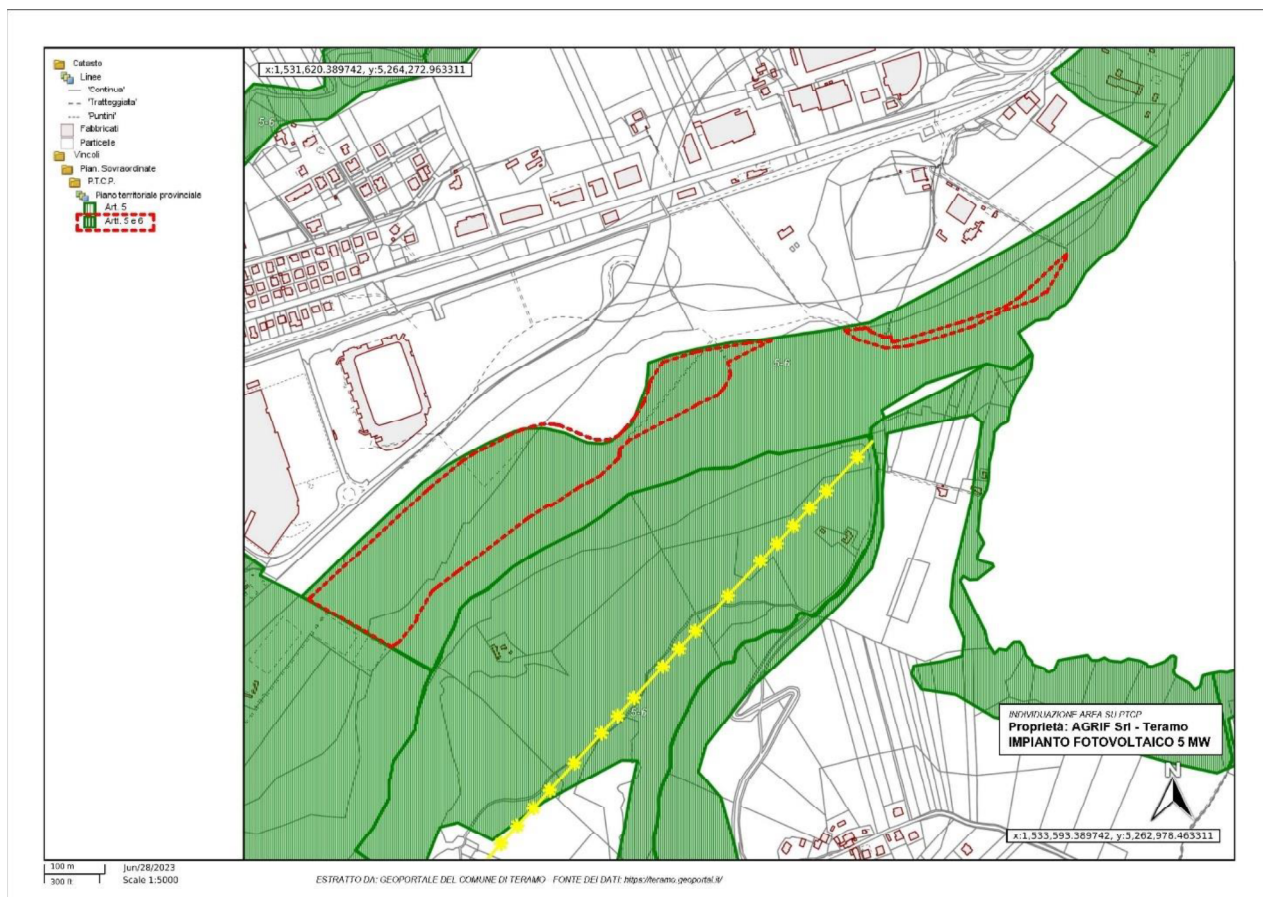 Catasto
Linee
'Continua'
'Tratteggiata'
'Puntini'
Fabbricati
Particelle
Vincoli
Pian. Sovraordinate
P.T.C.P.
Piano territoriale provinciale
Art. 5
Artt. 5 e 6
x:1,531,620.389742, y:5,264,272.963311
5-6
5-6
5-6
INDIVIDUAZIONE AREA SU PTCP
Proprietà: AGRIF Srl - Teramo
IMPIANTO FOTOVOLTAICO 5 MW
N
x:1,533,593.389742, y:5,262,978.463311
100 m
300 ft
Jun/28/2023
Scale 1:5000
ESTRATTO DA: GEOPORTALE DEL COMUNE DI TERAMO - FONTE DEI DATI: https://teramo.geoportal.it/